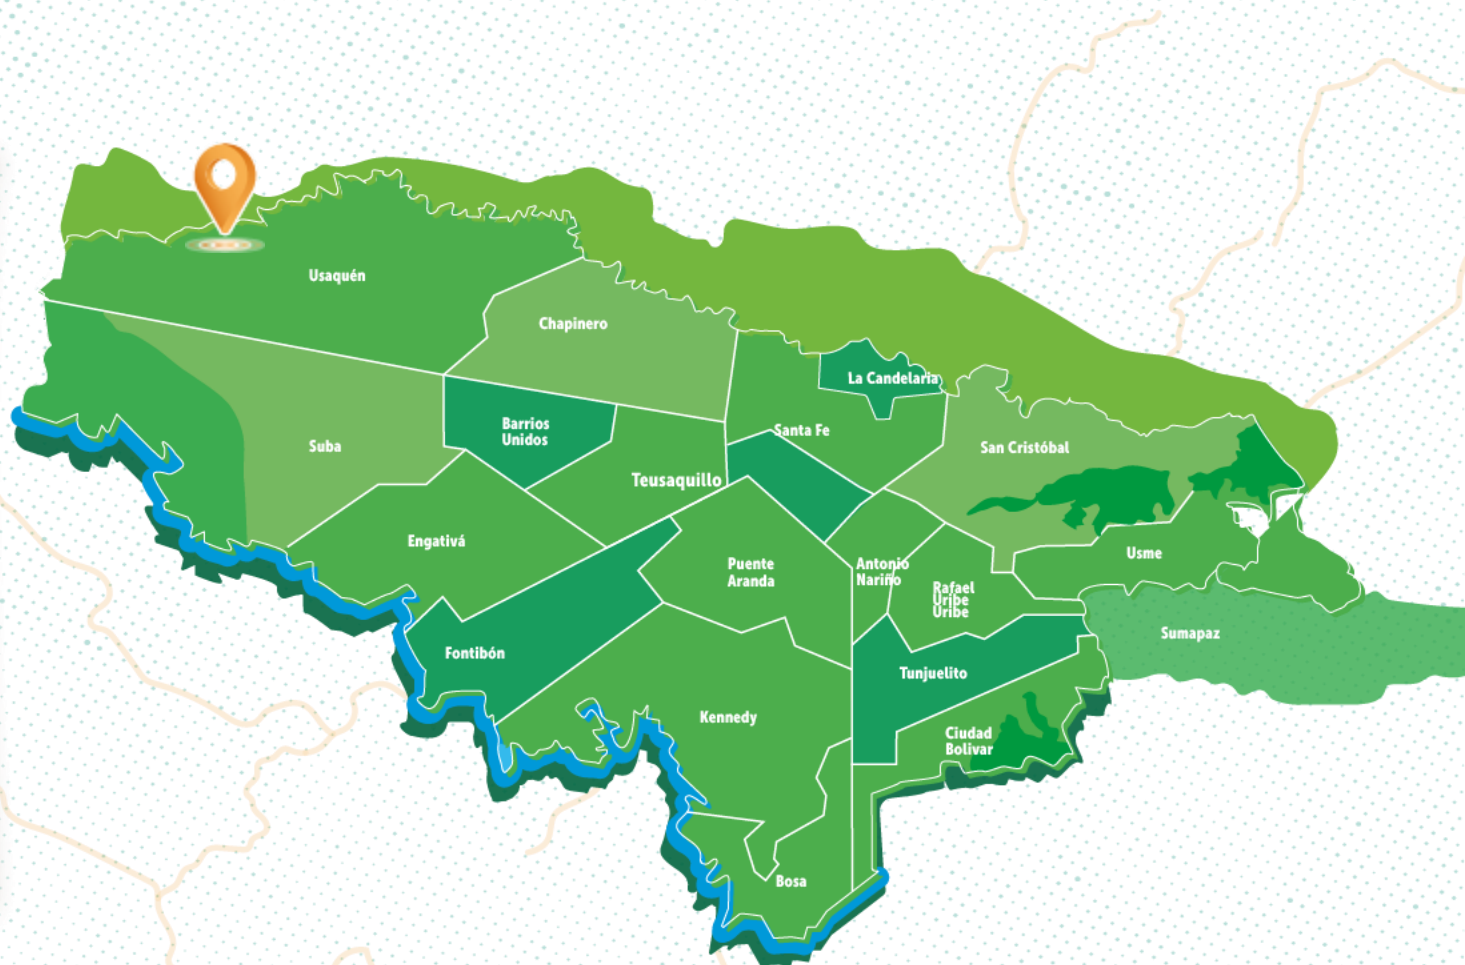 Usaquén
Chapinero
La Candelaria
Barrios
Unidos
Santa Fe
Suba
San Cristóbal
Teusaquillo
Engativá
Usme
Puente
Aranda
Antonio
Nariño
Rafael
Uribe
Uribe
Sumapaz
Fontibón
Tunjuelito
Kennedy
Ciudad
Bolivar
Bosa